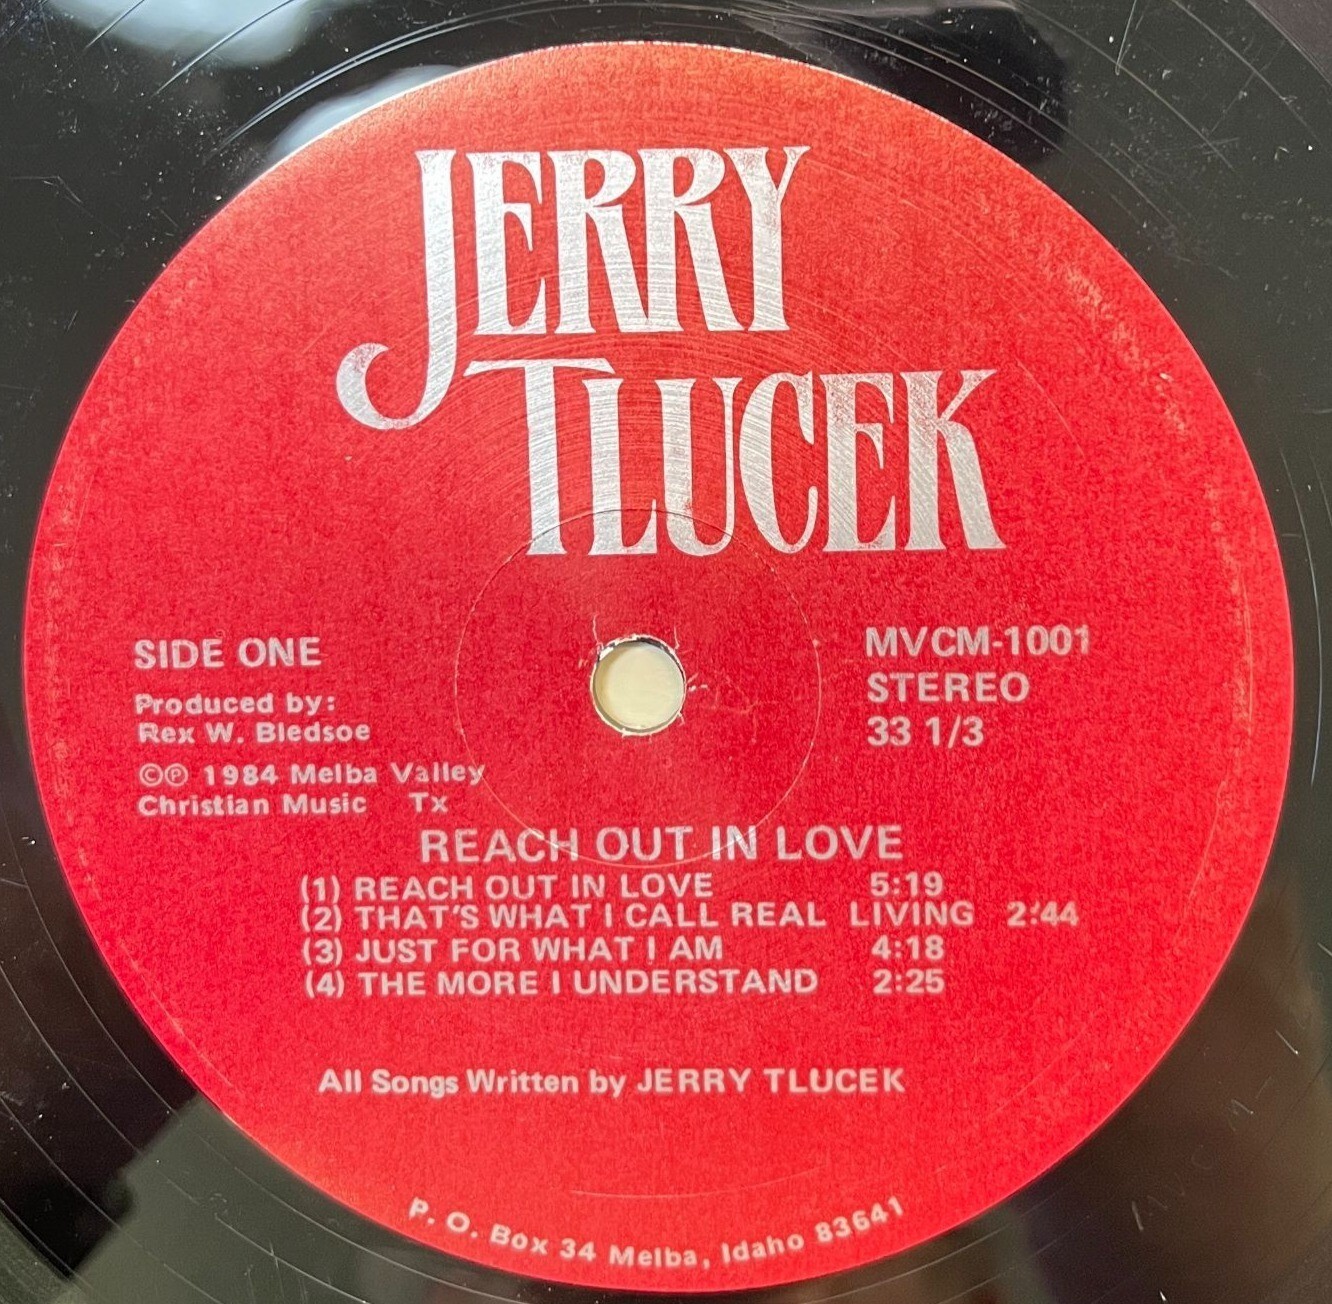 JERRY
TLUCEK
SIDE ONE
Produced by:
Rex W. Bledsoe
©℗ 1984 Melba Valley
Christian Music Tx
MVCM-1001
STEREO
33 1/3
REACH OUT IN LOVE
(1) REACH OUT IN LOVE 5:19
(2) THAT'S WHAT I CALL REAL LIVING 2:44
(3) JUST FOR WHAT I AM 4:18
(4) THE MORE I UNDERSTAND 2:25
All Songs Written by JERRY TLUCEK
P. O. Box 34 Melba, Idaho 83641